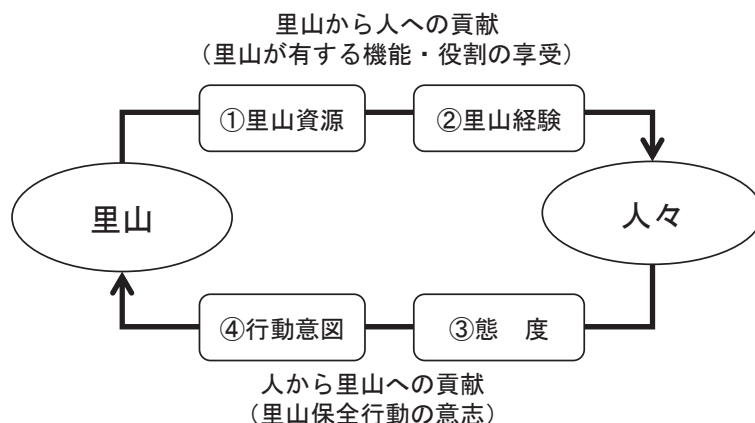 里山から人への貢献
（里山が有する機能・役割の享受）
①里山資源
②里山経験
里山
人々
④行動意図
③態　度
人から里山への貢献
（里山保全行動の意志）